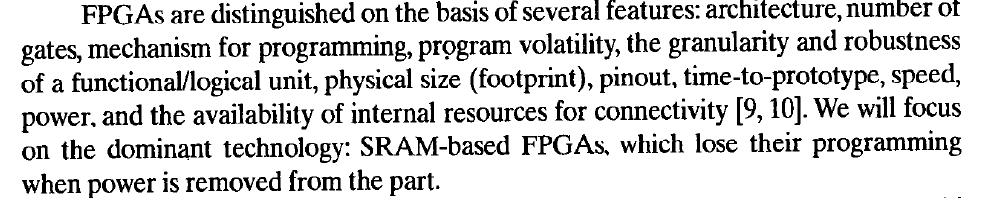 FPGAs are distinguished on the basis of several features: architecture, number of
gates, mechanism for programming, program volatility, the granularity and robustness
of a functional/logical unit, physical size (footprint), pinout, time-to-prototype, speed,
power, and the availability of internal resources for connectivity [9, 10]. We will focus
on the dominant technology: SRAM-based FPGAs, which lose their programming
when power is removed from the part.